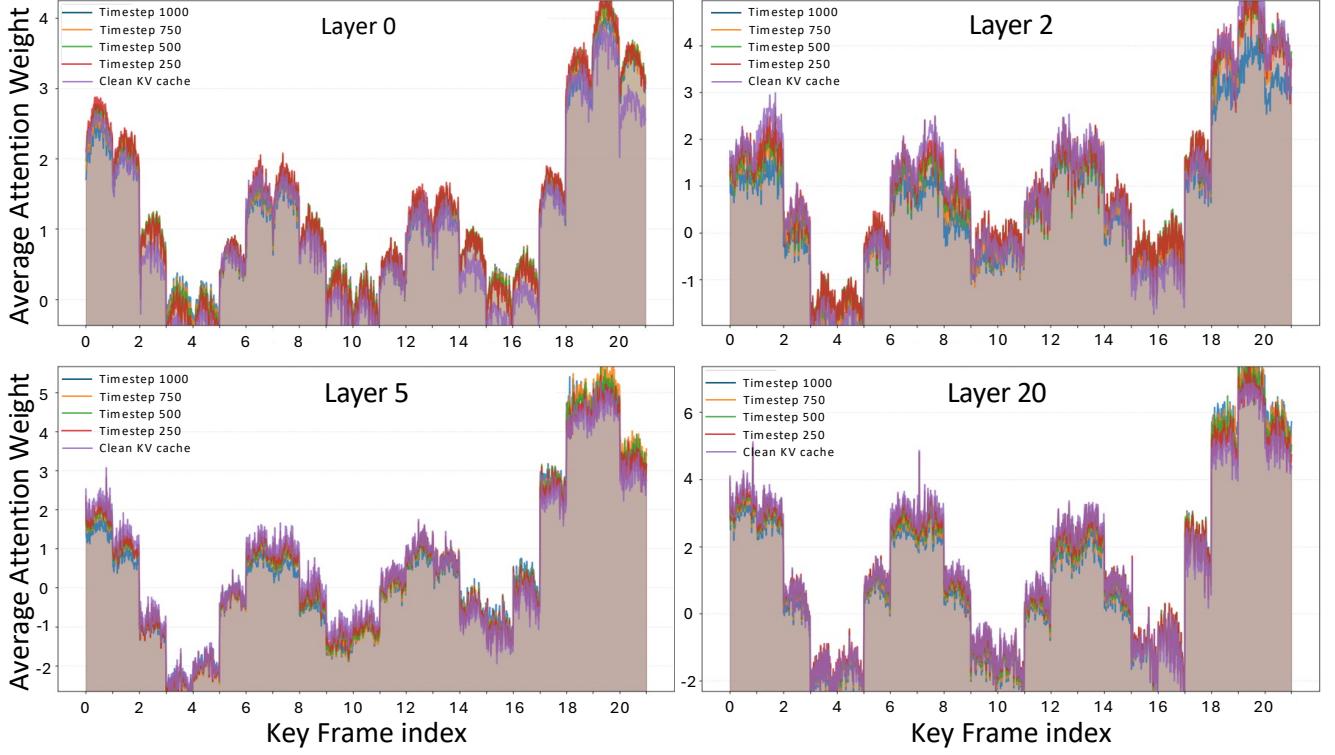 Average Attention Weight
Layer 0
Timestep 1000
Timestep 750
Timestep 500
Timestep 250
Clean KV cache
4
3
2
1
0
0 2 4 6 8 10 12 14 16 18 20
Layer 2
Timestep 1000
Timestep 750
Timestep 500
Timestep 250
Clean KV cache
4
3
2
1
0
-1
0 2 4 6 8 10 12 14 16 18 20
Average Attention Weight
Layer 5
Timestep 1000
Timestep 750
Timestep 500
Timestep 250
Clean KV cache
5
4
3
2
1
0
-1
-2
0 2 4 6 8 10 12 14 16 18 20
Key Frame index
Layer 20
Timestep 1000
Timestep 750
Timestep 500
Timestep 250
Clean KV cache
6
4
2
0
-2
0 2 4 6 8 10 12 14 16 18 20
Key Frame index